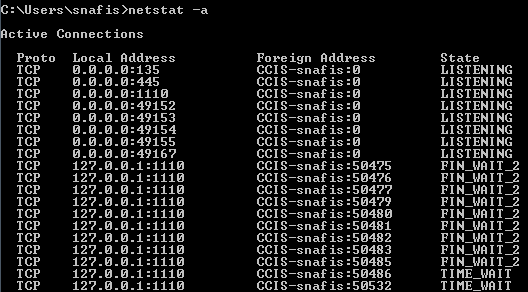 C:\Users\snafis>netstat -a
Active Connections
Proto Local Address Foreign Address State
TCP 0.0.0.0:135 CCIS-snafis:0 LISTENING
TCP 0.0.0.0:445 CCIS-snafis:0 LISTENING
TCP 0.0.0.0:1110 CCIS-snafis:0 LISTENING
TCP 0.0.0.0:49152 CCIS-snafis:0 LISTENING
TCP 0.0.0.0:49153 CCIS-snafis:0 LISTENING
TCP 0.0.0.0:49154 CCIS-snafis:0 LISTENING
TCP 0.0.0.0:49155 CCIS-snafis:0 LISTENING
TCP 0.0.0.0:49167 CCIS-snafis:0 LISTENING
TCP 127.0.0.1:1110 CCIS-snafis:50475 FIN_WAIT_2
TCP 127.0.0.1:1110 CCIS-snafis:50476 FIN_WAIT_2
TCP 127.0.0.1:1110 CCIS-snafis:50477 FIN_WAIT_2
TCP 127.0.0.1:1110 CCIS-snafis:50479 FIN_WAIT_2
TCP 127.0.0.1:1110 CCIS-snafis:50480 FIN_WAIT_2
TCP 127.0.0.1:1110 CCIS-snafis:50481 FIN_WAIT_2
TCP 127.0.0.1:1110 CCIS-snafis:50482 FIN_WAIT_2
TCP 127.0.0.1:1110 CCIS-snafis:50483 FIN_WAIT_2
TCP 127.0.0.1:1110 CCIS-snafis:50485 FIN_WAIT_2
TCP 127.0.0.1:1110 CCIS-snafis:50486 TIME_WAIT
TCP 127.0.0.1:1110 CCIS-snafis:50532 TIME_WAIT